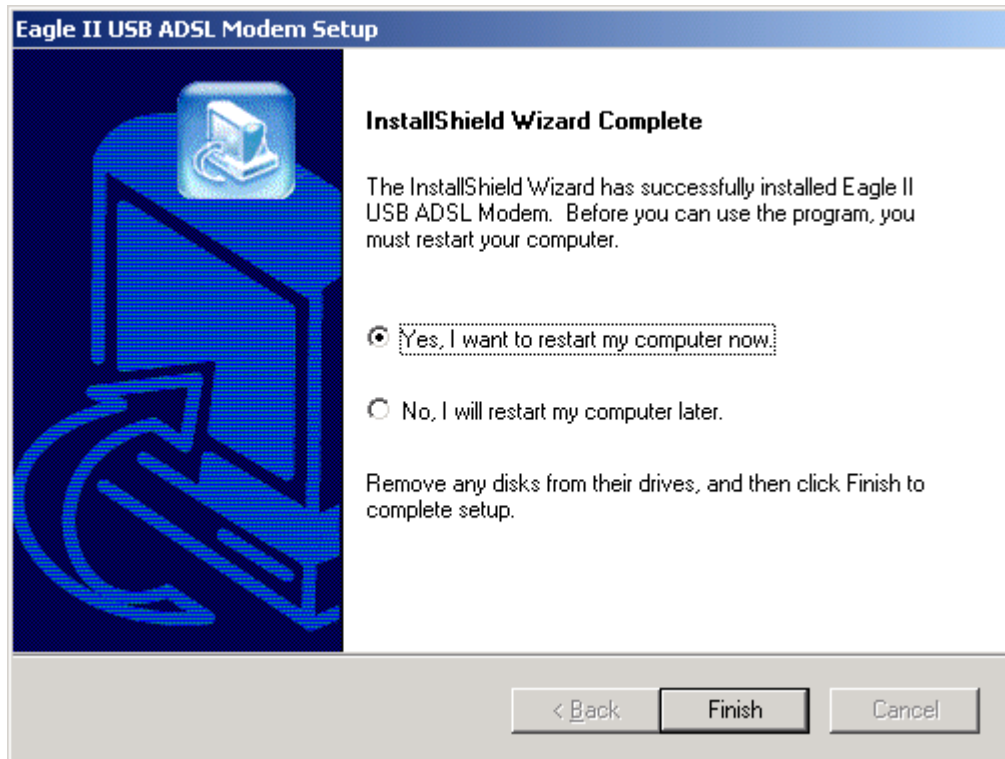 Eagle II USB ADSL Modem Setup
InstallShield Wizard Complete
The InstallShield Wizard has successfully installed Eagle II
USB ADSL Modem.  Before you can use the program, you
must restart your computer.
Yes, I want to restart my computer now.
No, I will restart my computer later.
Remove any disks from their drives, and then click Finish to
complete setup.
< Back
Finish
Cancel